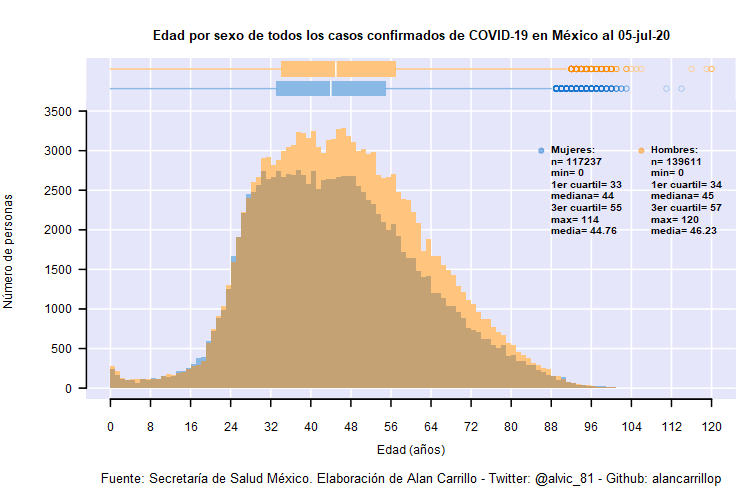 Edad por sexo de todos los casos confirmados de COVID-19 en México al 05-jul-20
3500
3000
2500
2000
1500
1000
500
0
Número de personas
Mujeres:
n= 117237
min= 0
1er cuartil= 33
mediana= 44
3er cuartil= 55
max= 114
media= 44.76
Hombres:
n= 139611
min= 0
1er cuartil= 34
mediana= 45
3er cuartil= 57
max= 120
media= 46.23
0 8 16 24 32 40 48 56 64 72 80 88 96 104 112 120
Edad (años)
Fuente: Secretaría de Salud México. Elaboración de Alan Carrillo - Twitter: @alvic_81 - Github: alancarrillop